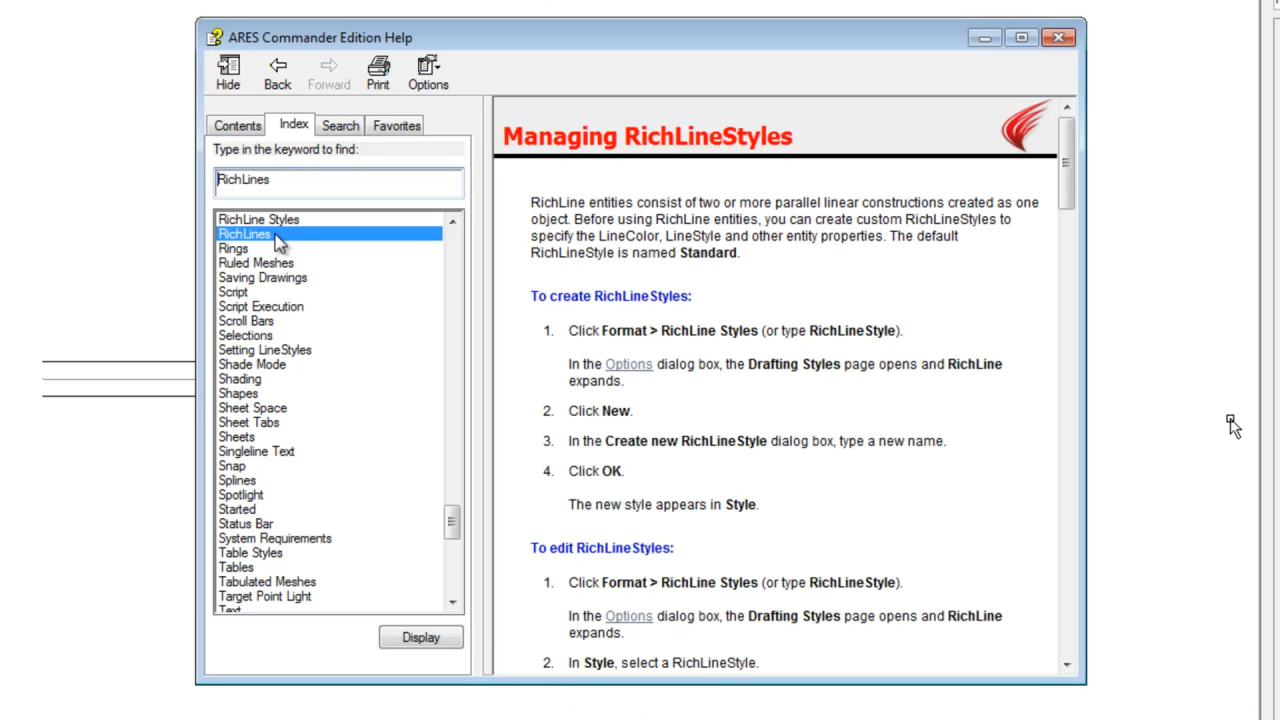 ARES Commander Edition Help
Hide Back Forward Print Options
Contents Index Search Favorites
Type in the keyword to find:
RichLines
RichLine Styles
RichLines
Rings
Ruled Meshes
Saving Drawings
Script
Script Execution
Scroll Bars
Selections
Setting LineStyles
Shade Mode
Shading
Shapes
Sheet Space
Sheet Tabs
Sheets
Singleline Text
Snap
Splines
Spotlight
Started
Status Bar
System Requirements
Table Styles
Tables
Tabulated Meshes
Target Point Light
Text
Display
Managing RichLineStyles
RichLine entities consist of two or more parallel linear constructions created as one
object. Before using RichLine entities, you can create custom RichLineStyles to
specify the LineColor, LineStyle and other entity properties. The default
RichLineStyle is named Standard.
To create RichLineStyles:
1. Click Format > RichLine Styles (or type RichLineStyle).
In the Options dialog box, the Drafting Styles page opens and RichLine
expands.
2. Click New.
3. In the Create new RichLineStyle dialog box, type a new name.
4. Click OK.
The new style appears in Style.
To edit RichLineStyles:
1. Click Format > RichLine Styles (or type RichLineStyle).
In the Options dialog box, the Drafting Styles page opens and RichLine
expands.
2. In Style, select a RichLineStyle.